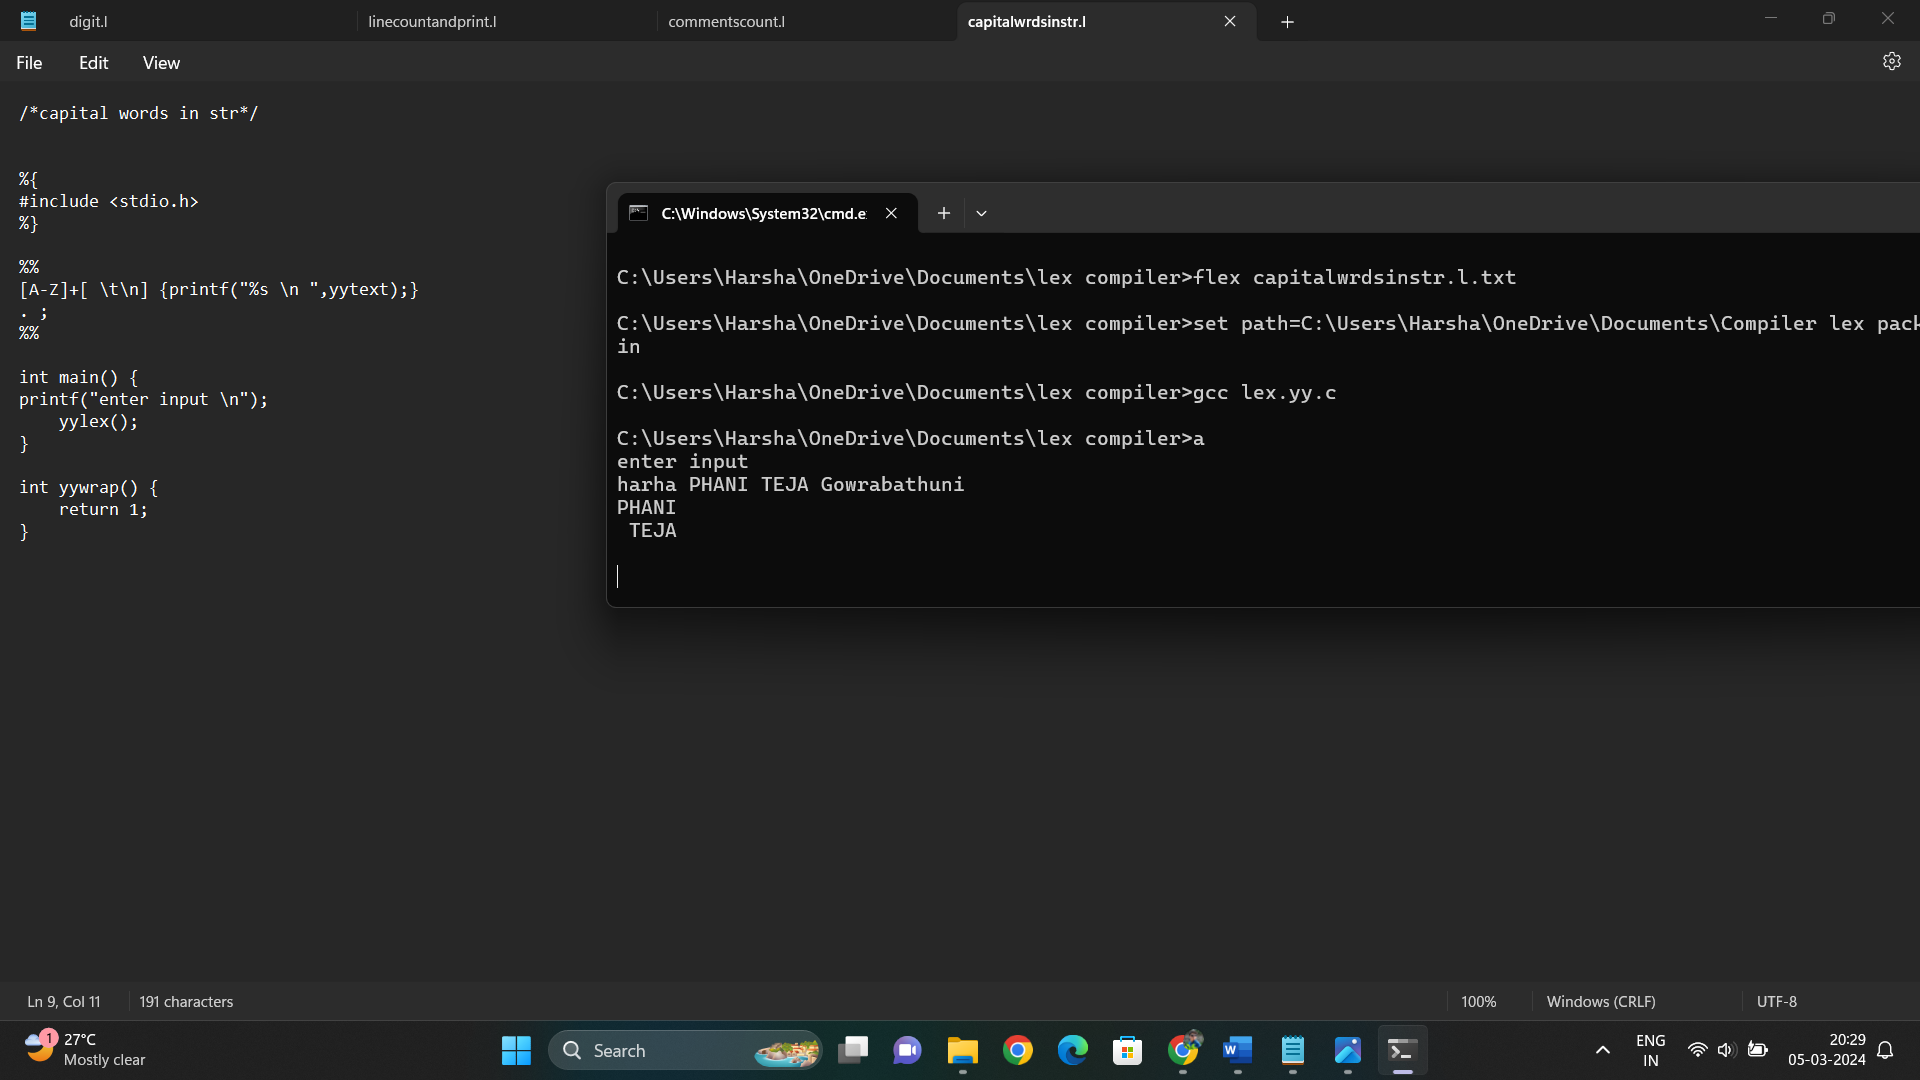 digit.l
linecountandprint.l
commentscount.l
capitalwrdsinstr.l
File Edit View
/*capital words in str*/
%{
#include <stdio.h>
%}
%%
[A-Z]+[ \t\n] {printf("%s \n ",yytext);}
. ;
%%
int main() {
printf("enter input \n");
yylex();
}
int yywrap() {
return 1;
}
C:\Windows\System32\cmd.e
C:\Users\Harsha\OneDrive\Documents\lex compiler>flex capitalwrdsinstr.l.txt
C:\Users\Harsha\OneDrive\Documents\lex compiler>set path=C:\Users\Harsha\OneDrive\Documents\Compiler lex pack
in
C:\Users\Harsha\OneDrive\Documents\lex compiler>gcc lex.yy.c
C:\Users\Harsha\OneDrive\Documents\lex compiler>a
enter input
harha PHANI TEJA Gowrabathuni
PHANI
TEJA
Ln 9, Col 11
191 characters
100%
Windows (CRLF)
UTF-8
1
27°C
Mostly clear
Search
W
ENG
IN
20:29
05-03-2024